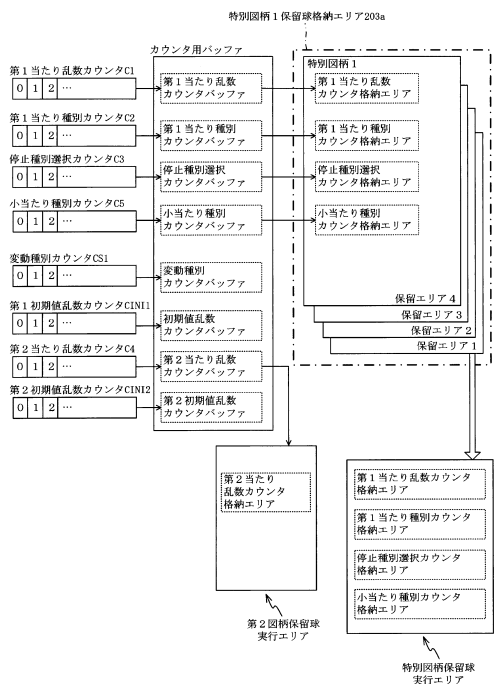 特別図柄1保留球格納エリア203a
カウンタ用バッファ
特別図柄1
第1当たり乱数カウンタC1
0 1 2 …
第1当たり乱数
カウンタバッファ
第1当たり乱数
カウンタ格納エリア
第1当たり種別カウンタC2
0 1 2 …
第1当たり種別
カウンタバッファ
第1当たり種別
カウンタ格納エリア
停止種別選択カウンタC3
0 1 2 …
停止種別選択
カウンタバッファ
停止種別選択
カウンタ格納エリア
小当たり種別カウンタC5
0 1 2 …
小当たり種別
カウンタバッファ
小当たり種別
カウンタ格納エリア
変動種別カウンタCS1
0 1 2 …
変動種別
カウンタバッファ
保留エリア4
保留エリア3
保留エリア2
保留エリア1
第1初期値乱数カウンタCINI1
0 1 2 …
初期値乱数
カウンタバッファ
第2当たり乱数カウンタC4
0 1 2 …
第2当たり乱数
カウンタバッファ
第2初期値乱数カウンタCINI2
0 1 2 …
第2初期値乱数
カウンタバッファ
第2当たり
乱数カウンタ
格納エリア
第2図柄保留球
実行エリア
第1当たり乱数カウンタ
格納エリア
第1当たり種別カウンタ
格納エリア
停止種別選択カウンタ
格納エリア
小当たり種別カウンタ
格納エリア
特別図柄保留球
実行エリア